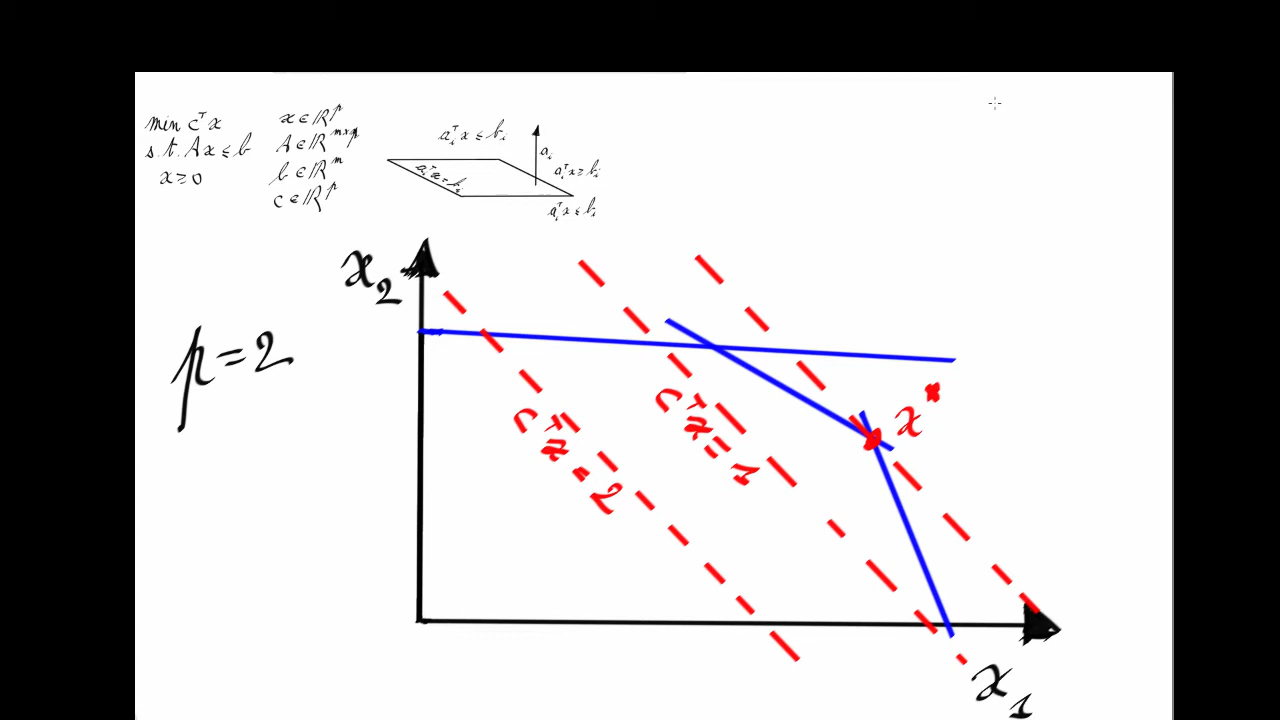 min cᵀx
s.t. Ax ≤ b
x ≥ 0
x ∈ ℝᵖ
A ∈ ℝᵐˣᵖ
b ∈ ℝᵐ
c ∈ ℝᵖ
aᵢᵀx ≤ bᵢ
aᵢ
aᵢᵀx = bᵢ
aᵢᵀx ≥ bᵢ
aᵢᵀx ≤ bᵢ
x₂
p = 2
cᵀx = 2
cᵀx = 1
x*
x₁